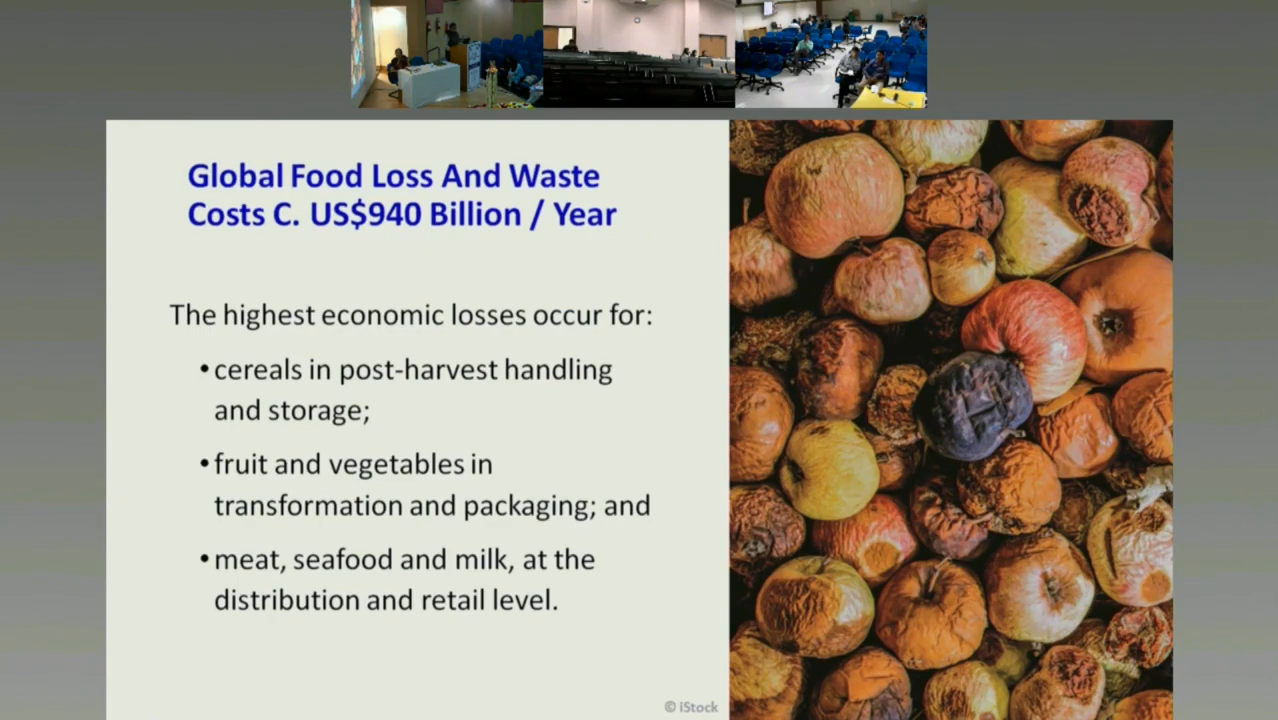 Global Food Loss And Waste
Costs C. US$940 Billion / Year
The highest economic losses occur for:
•cereals in post-harvest handling
and storage;
•fruit and vegetables in
transformation and packaging; and
•meat, seafood and milk, at the
distribution and retail level.
© iStock